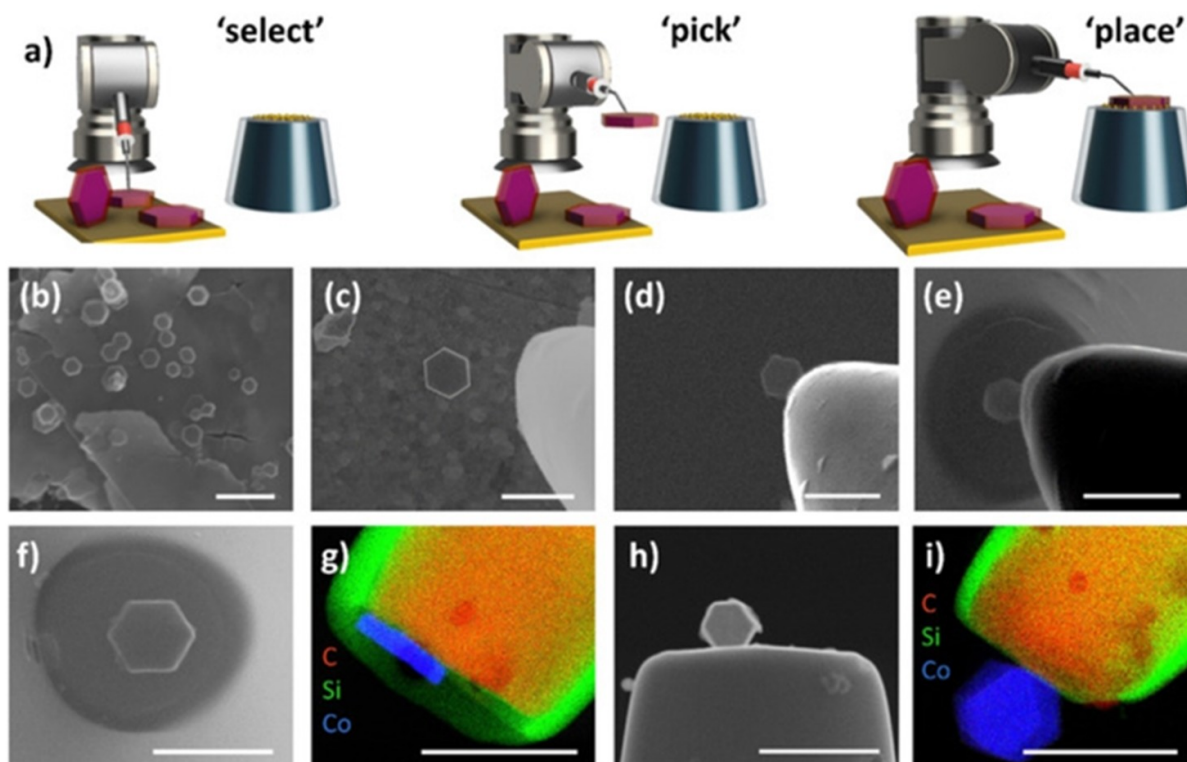 a)
‘select’
‘pick’
‘place’
(b)
(c)
(d)
(e)
f)
g)
C
Si
Co
h)
i)
C
Si
Co